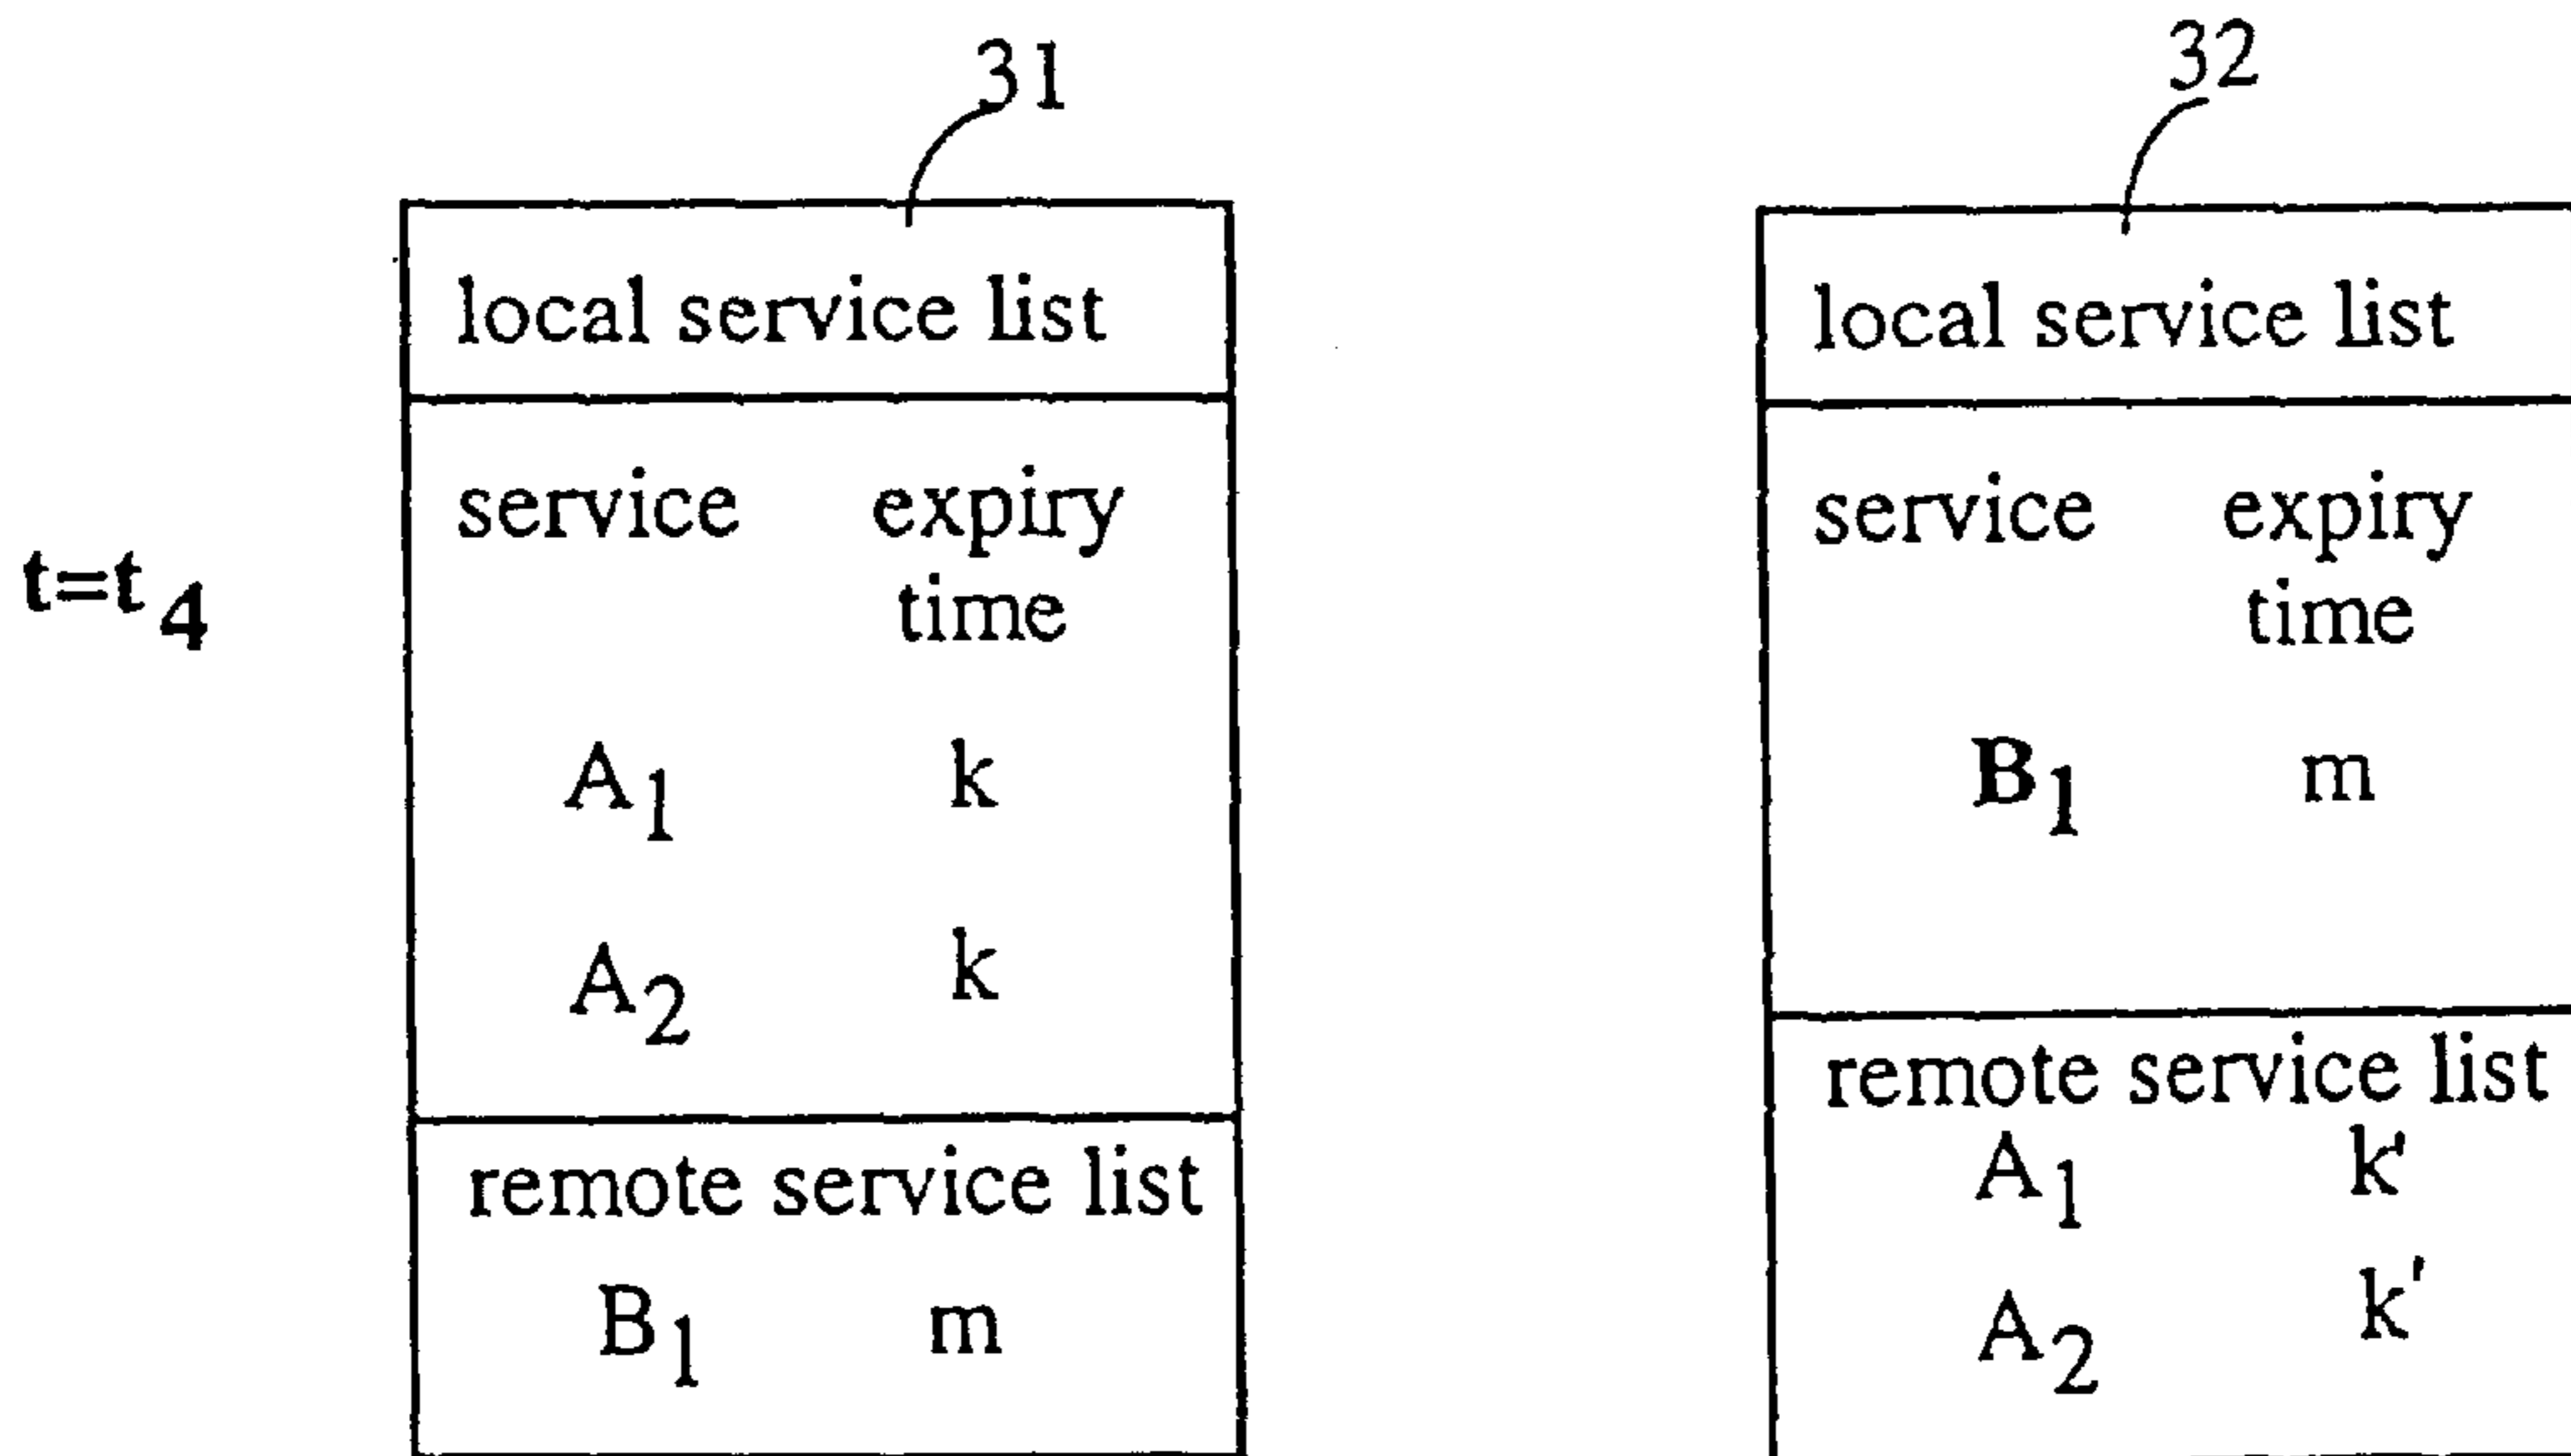 31
local service list
service expiry
time
t=t4
A1 k
A2 k
remote service list
B1 m
32
local service list
service expiry
time
B1 m
remote service list
A1 k'
A2 k'